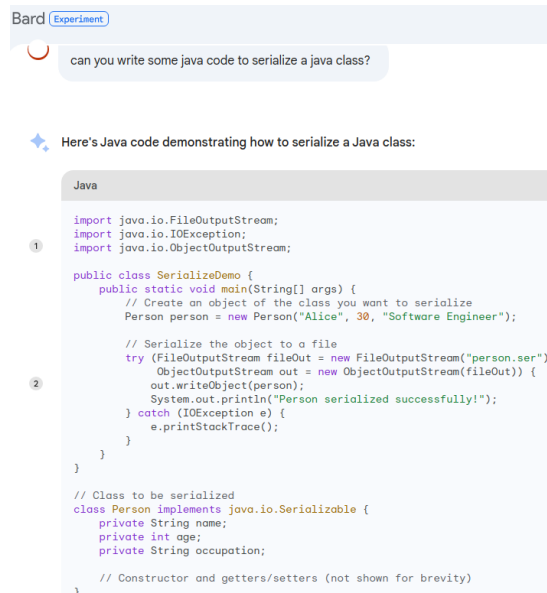 Bard Experiment
can you write some java code to serialize a java class?
Here's Java code demonstrating how to serialize a Java class:
Java
import java.io.FileOutputStream;
import java.io.IOException;
1
import java.io.ObjectOutputStream;
public class SerializeDemo {
    public static void main(String[] args) {
        // Create an object of the class you want to serialize
        Person person = new Person("Alice", 30, "Software Engineer");
        // Serialize the object to a file
        try (FileOutputStream fileOut = new FileOutputStream("person.ser")
             ObjectOutputStream out = new ObjectOutputStream(fileOut)) {
2
            out.writeObject(person);
            System.out.println("Person serialized successfully!");
        } catch (IOException e) {
            e.printStackTrace();
        }
    }
}
// Class to be serialized
class Person implements java.io.Serializable {
    private String name;
    private int age;
    private String occupation;
    // Constructor and getters/setters (not shown for brevity)
}